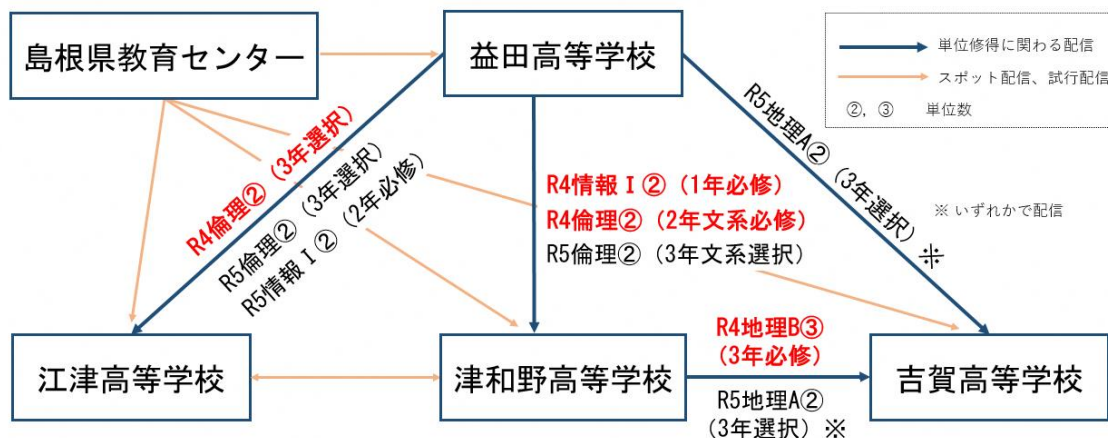 島根県教育センター
益田高等学校
単位修得に関わる配信
スポット配信、試行配信
②，③　単位数
R4倫理②（3年選択）
R5倫理②（3年選択）
R5情報Ⅰ②（2年必修）
R4情報Ⅰ②（1年必修）
R4倫理②（2年文系必修）
R5倫理②（3年文系選択）
R5地理A②（3年選択）※
※ いずれかで配信
江津高等学校
津和野高等学校
R4地理B③
（3年必修）
R5地理A②
（3年選択）※
吉賀高等学校